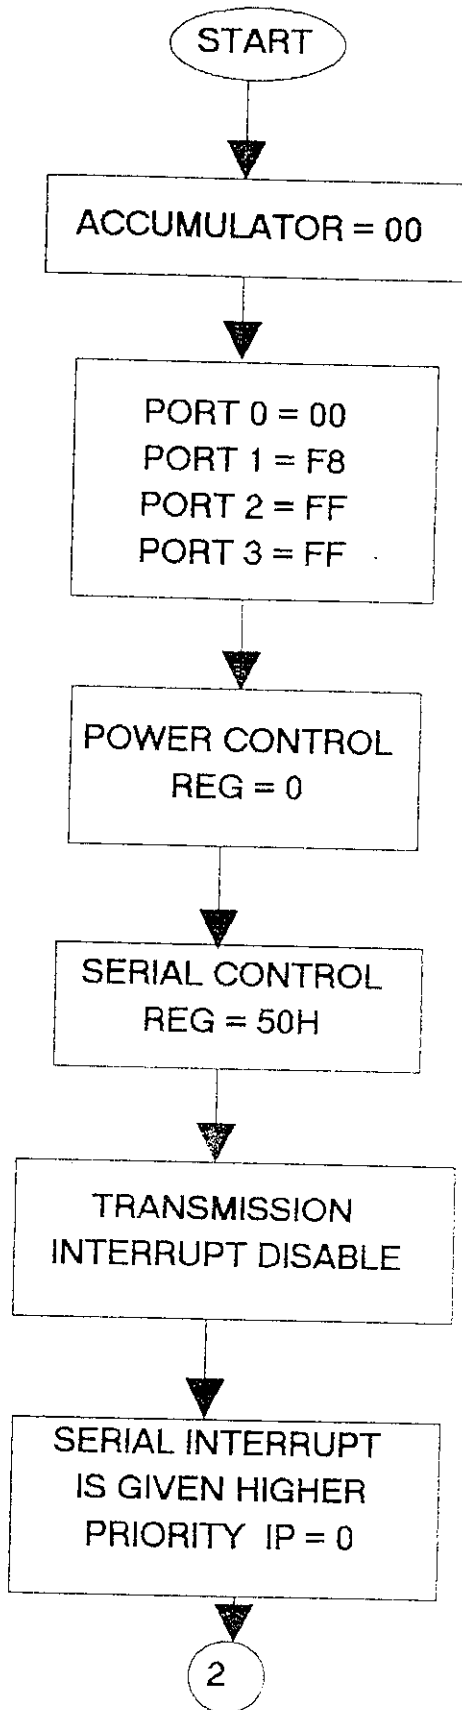 START
ACCUMULATOR = 00
PORT 0 = 00
PORT 1 = F8
PORT 2 = FF
PORT 3 = FF
POWER CONTROL
REG = 0
SERIAL CONTROL
REG = 50H
TRANSMISSION
INTERRUPT DISABLE
SERIAL INTERRUPT
IS GIVEN HIGHER
PRIORITY IP = 0
2